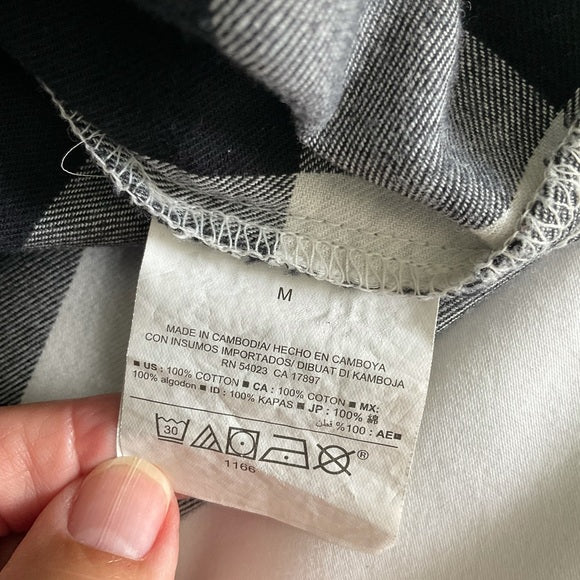 M
MADE IN CAMBODIA/ HECHO EN CAMBOYA
CON INSUMOS IMPORTADOS/ DIBUAT DI KAMBOJA
RN 54023 CA 17897
■ US : 100% COTTON ■ CA : 100% COTON ■ MX:
100% algodon ■ ID : 100% KAPAS ■ JP : 100% 綿
■AE : 100% قطن
30
®
1166